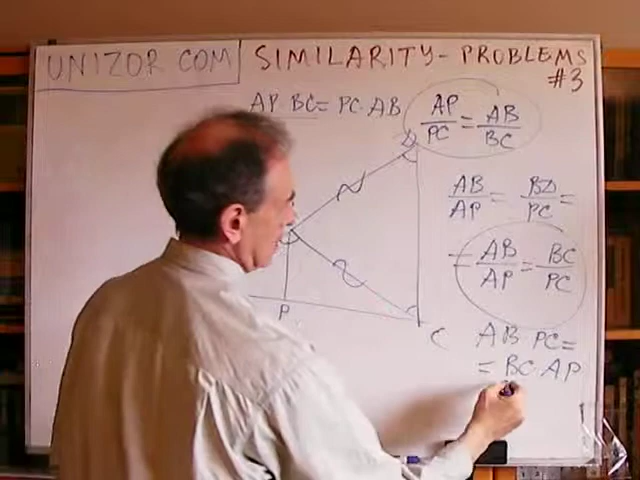 UNIZOR.COM
SIMILARITY - PROBLEMS
#3
AP · BC = PC · AB
AP/PC = AB/BC
AB/AP = BD/PC =
AB/AP = BC/PC
D
P
C
AB · PC =
= BC · AP